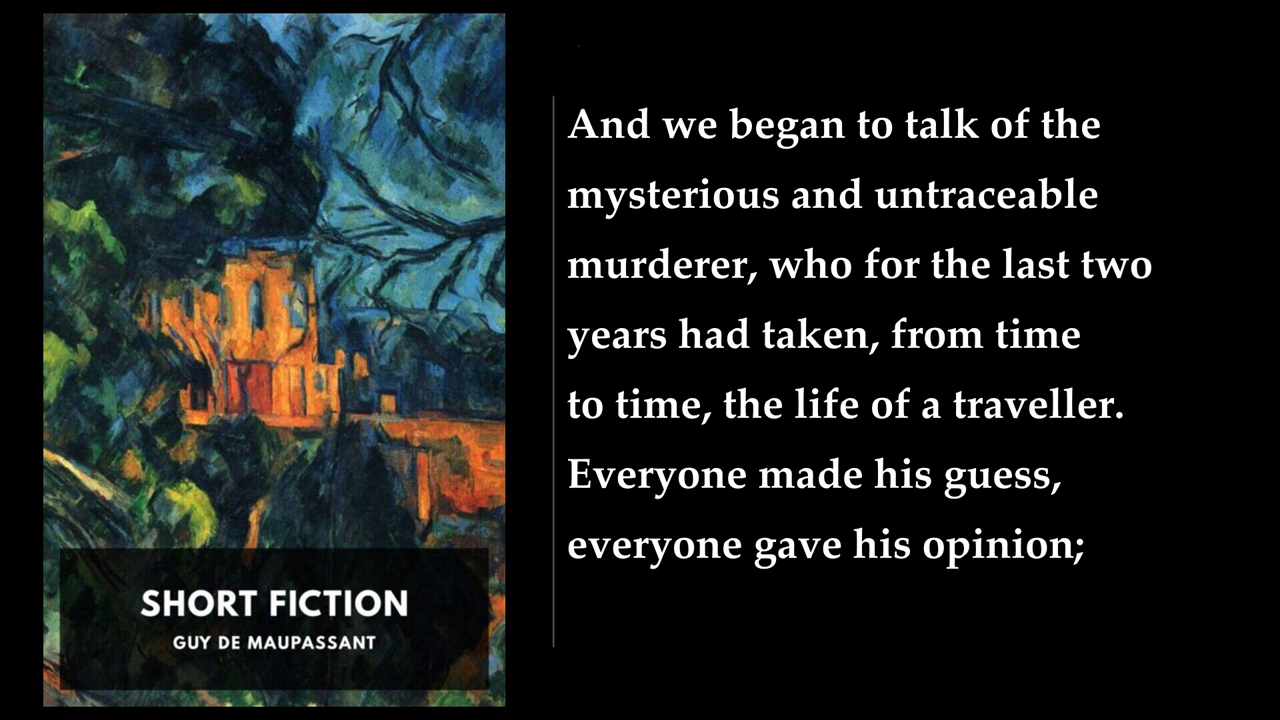 SHORT FICTION
GUY DE MAUPASSANT
And we began to talk of the
mysterious and untraceable
murderer, who for the last two
years had taken, from time
to time, the life of a traveller.
Everyone made his guess,
everyone gave his opinion;